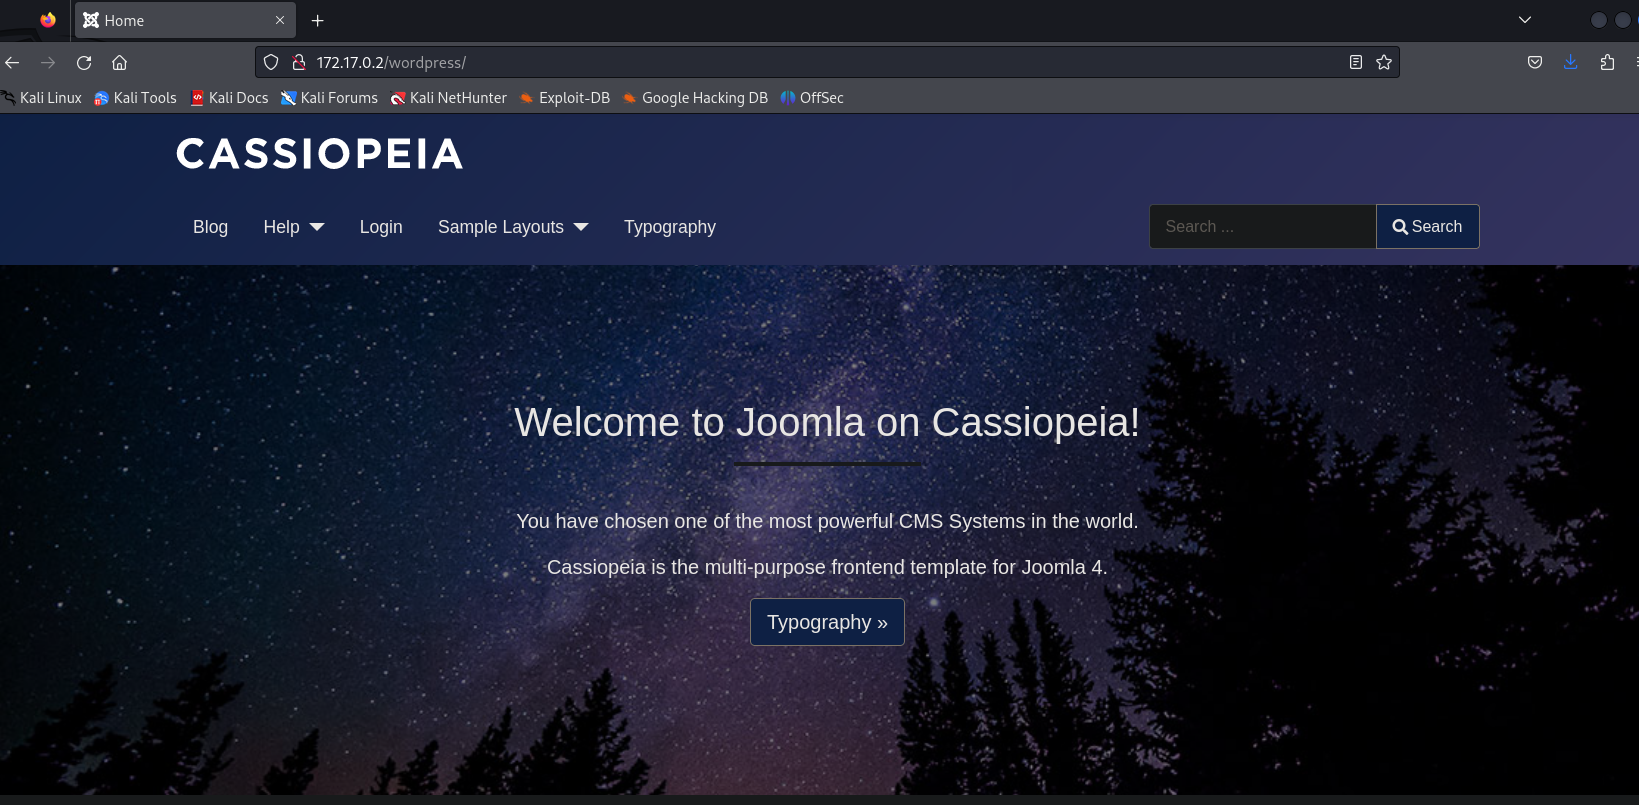 Home
172.17.0.2/wordpress/
Kali Linux Kali Tools Kali Docs Kali Forums Kali NetHunter Exploit-DB Google Hacking DB OffSec
CASSIOPEIA
Blog Help Login Sample Layouts Typography Search ... Search
Welcome to Joomla on Cassiopeia!
You have chosen one of the most powerful CMS Systems in the world.
Cassiopeia is the multi-purpose frontend template for Joomla 4.
Typography »